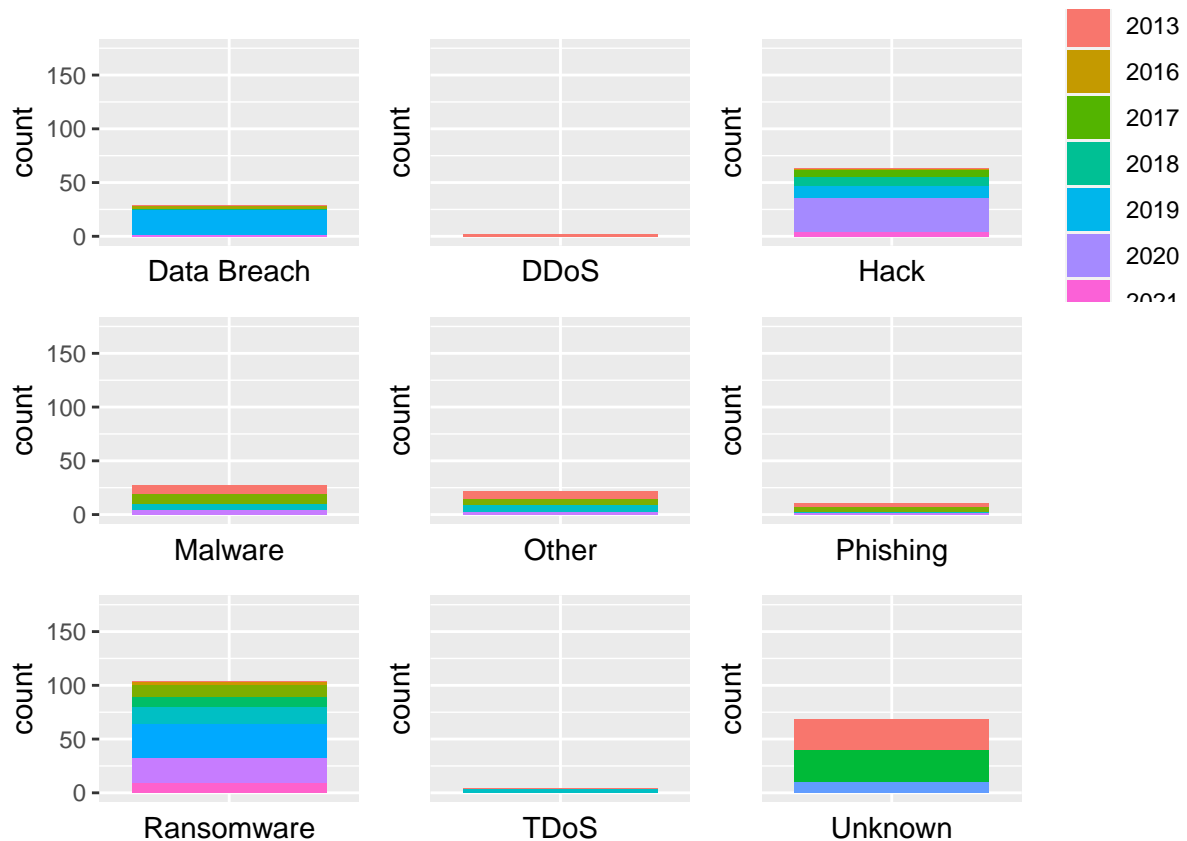 2013
2016
2017
2018
2019
2020
2021
count
150
100
50
0
Data Breach
count
DDoS
count
Hack
count
150
100
50
0
Malware
count
Other
count
Phishing
count
150
100
50
0
Ransomware
count
TDoS
count
Unknown